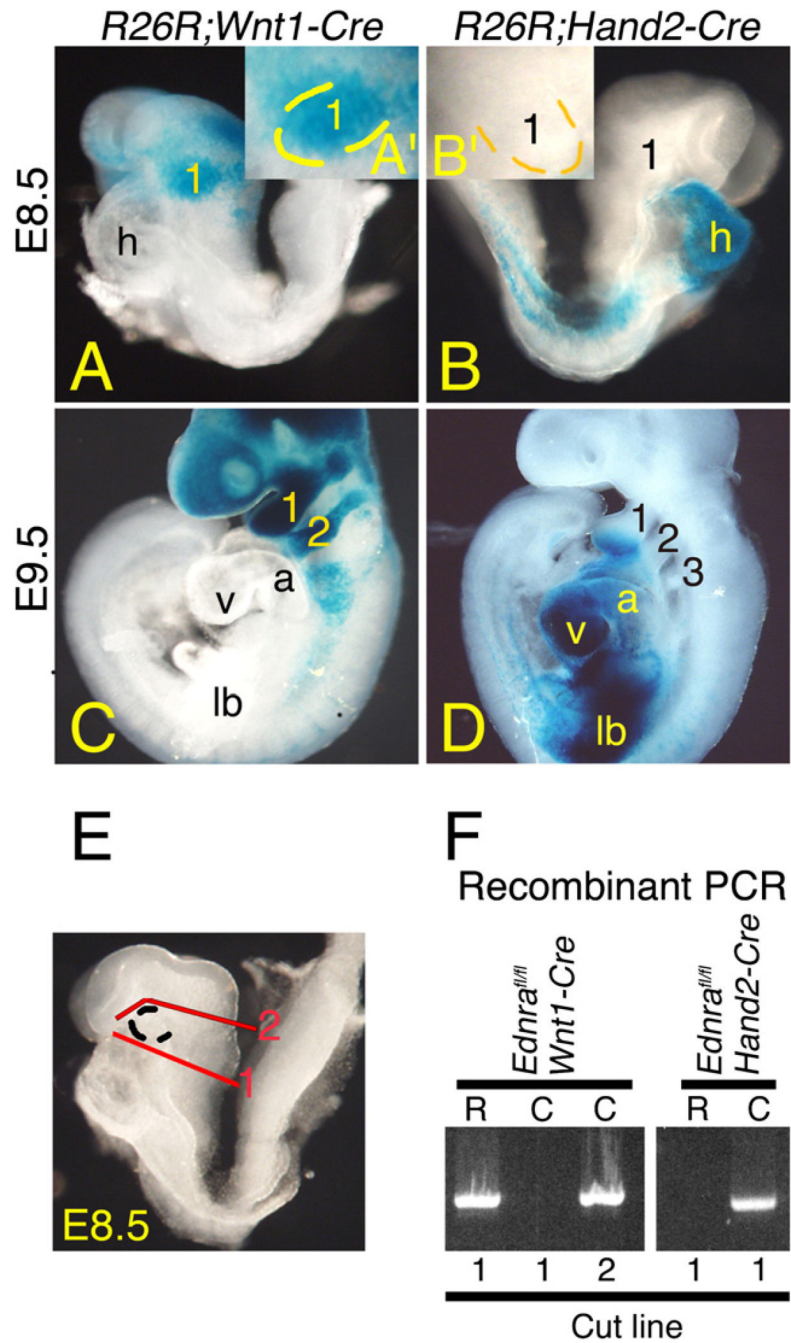 R26R;Wnt1-Cre R26R;Hand2-Cre
E8.5
1
1
A'
h
A
1
B'
1
h
B
E9.5
1
2
a
v
lb
C
1
2
3
a
v
lb
D
E
2
1
E8.5
F
Recombinant PCR
Ednra^fl/fl
Wnt1-Cre
Ednra^fl/fl
Hand2-Cre
R C C R C
1 1 2 1 1
Cut line